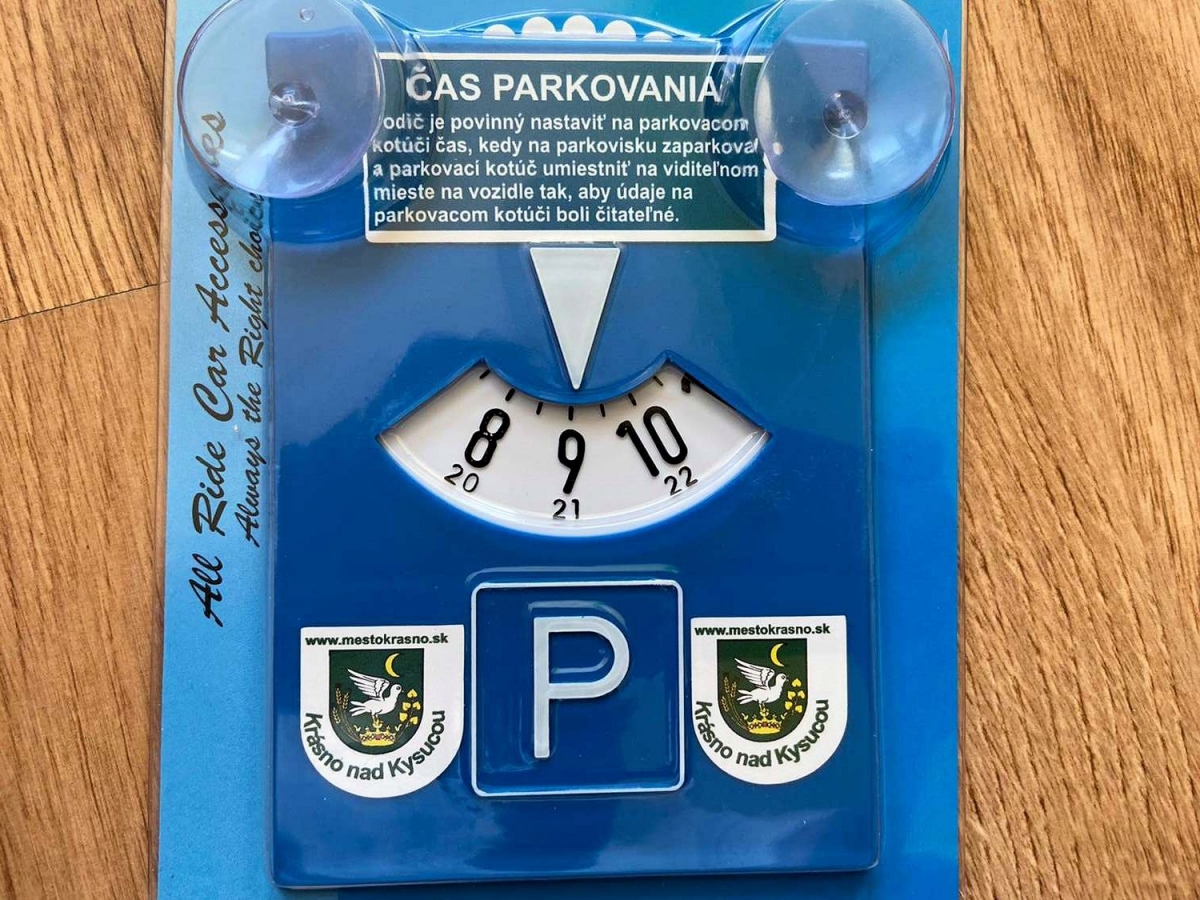 ČAS PARKOVANIA
odič je povinný nastaviť na parkovacom
kotúči čas, kedy na parkovisku zaparkoval
a parkovací kotúč umiestniť na viditeľnom
mieste na vozidle tak, aby údaje na
parkovacom kotúči boli čitateľné.
All Ride Car Accessories
Always the Right choice
8 9 10
20 21 22
P
www.mestokrasno.sk
Krásno nad Kysucou
www.mestokrasno.sk
Krásno nad Kysucou